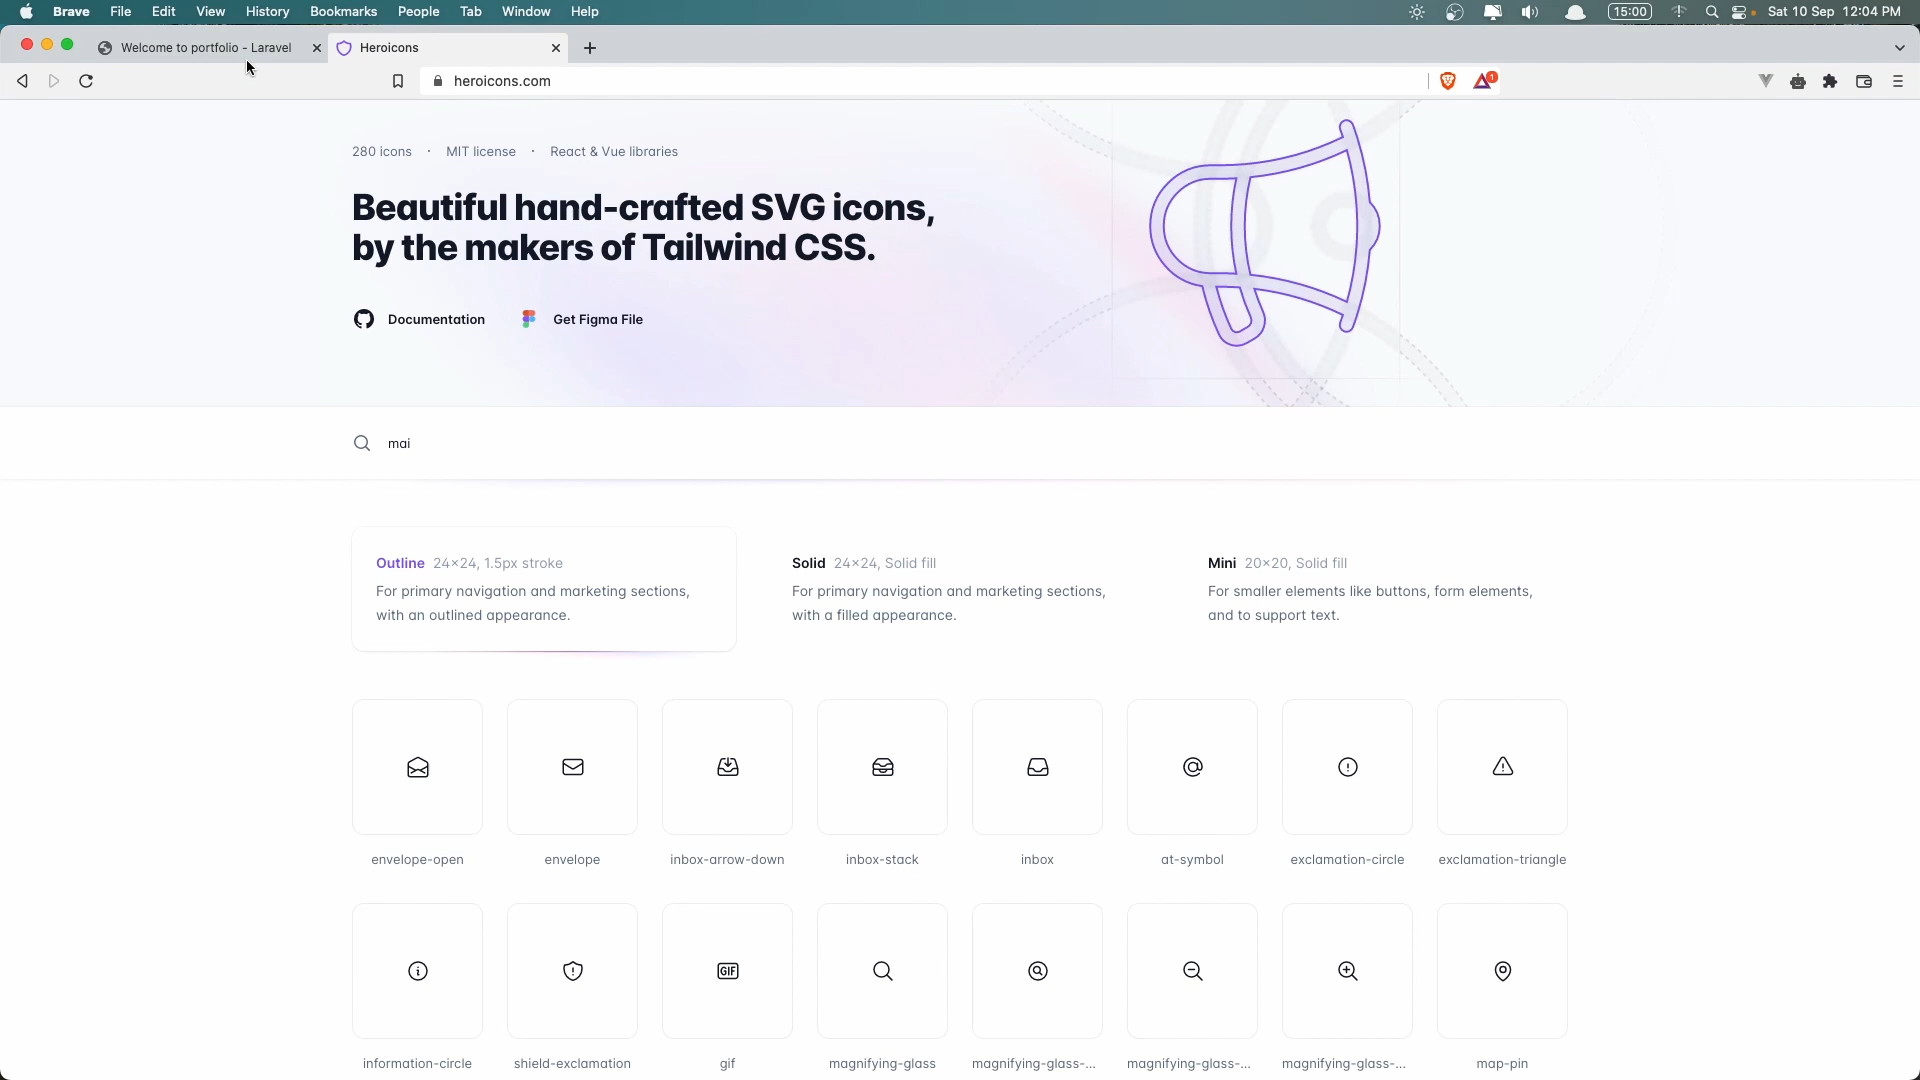 Brave File Edit View History Bookmarks People Tab Window Help 15:00 Sat 10 Sep 12:04 PM
Welcome to portfolio - Laravel Heroicons
heroicons.com 1
280 icons · MIT license · React & Vue libraries
Beautiful hand-crafted SVG icons,
by the makers of Tailwind CSS.
Documentation Get Figma File
mai
Outline 24×24, 1.5px stroke
For primary navigation and marketing sections,
with an outlined appearance.
Solid 24×24, Solid fill
For primary navigation and marketing sections,
with a filled appearance.
Mini 20×20, Solid fill
For smaller elements like buttons, form elements,
and to support text.
envelope-open envelope inbox-arrow-down inbox-stack inbox at-symbol exclamation-circle exclamation-triangle
GIF
information-circle shield-exclamation gif magnifying-glass magnifying-glass-... magnifying-glass-... magnifying-glass-... map-pin